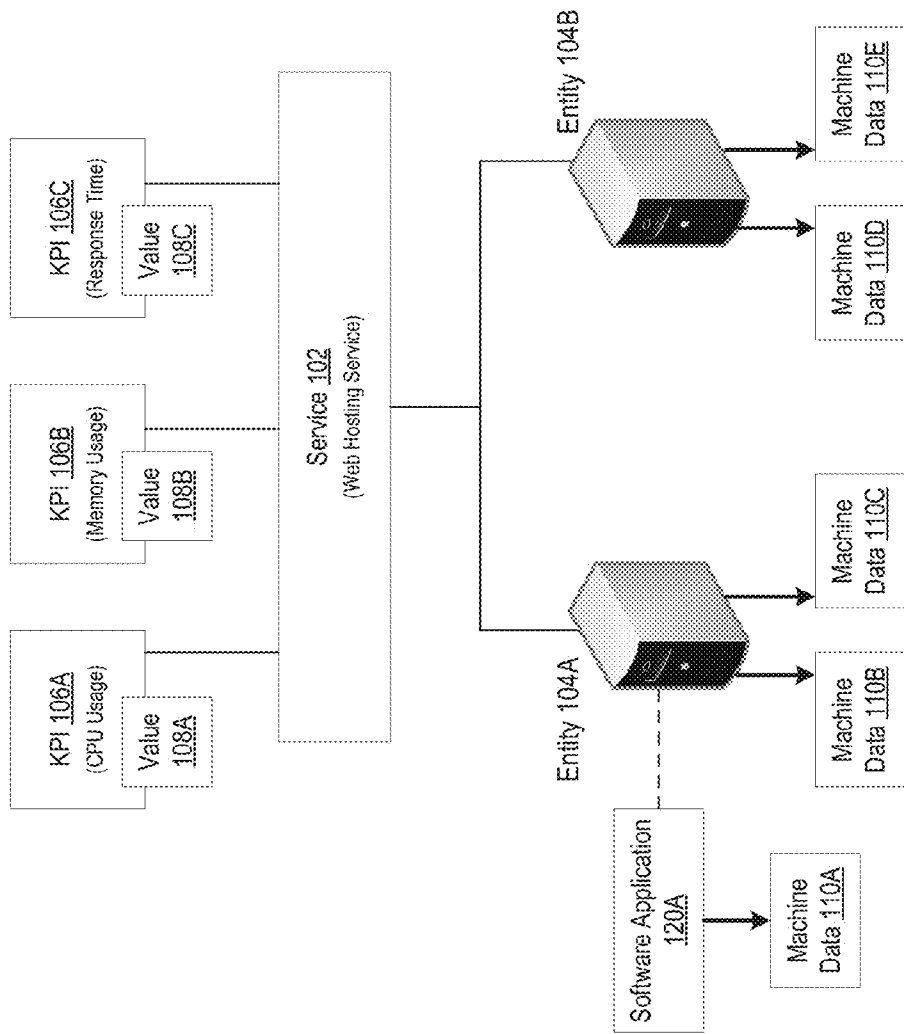 KPI 106A
(CPU Usage)
Value
108A
KPI 106B
(Memory Usage)
Value
108B
KPI 106C
(Response Time)
Value
108C
Service 102
(Web Hosting Service)
Entity 104A
Entity 104B
Software Application
120A
Machine
Data 110A
Machine
Data 110B
Machine
Data 110C
Machine
Data 110D
Machine
Data 110E